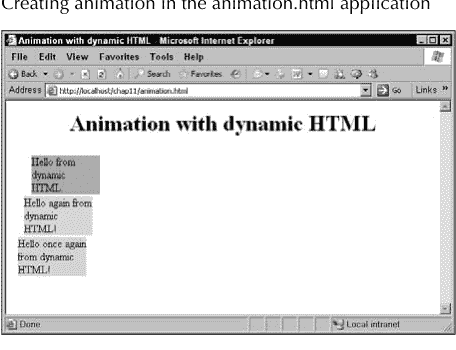 Creating animation in the animation.html application
Animation with dynamic HTML - Microsoft Internet Explorer
File Edit View Favorites Tools Help
Back Search Favorites
Address http://localhost/chap11/animation.html Go Links »
Animation with dynamic HTML
Hello from
dynamic
HTML
Hello again from
dynamic
HTML!
Hello once again
from dynamic
HTML!
Done Local intranet